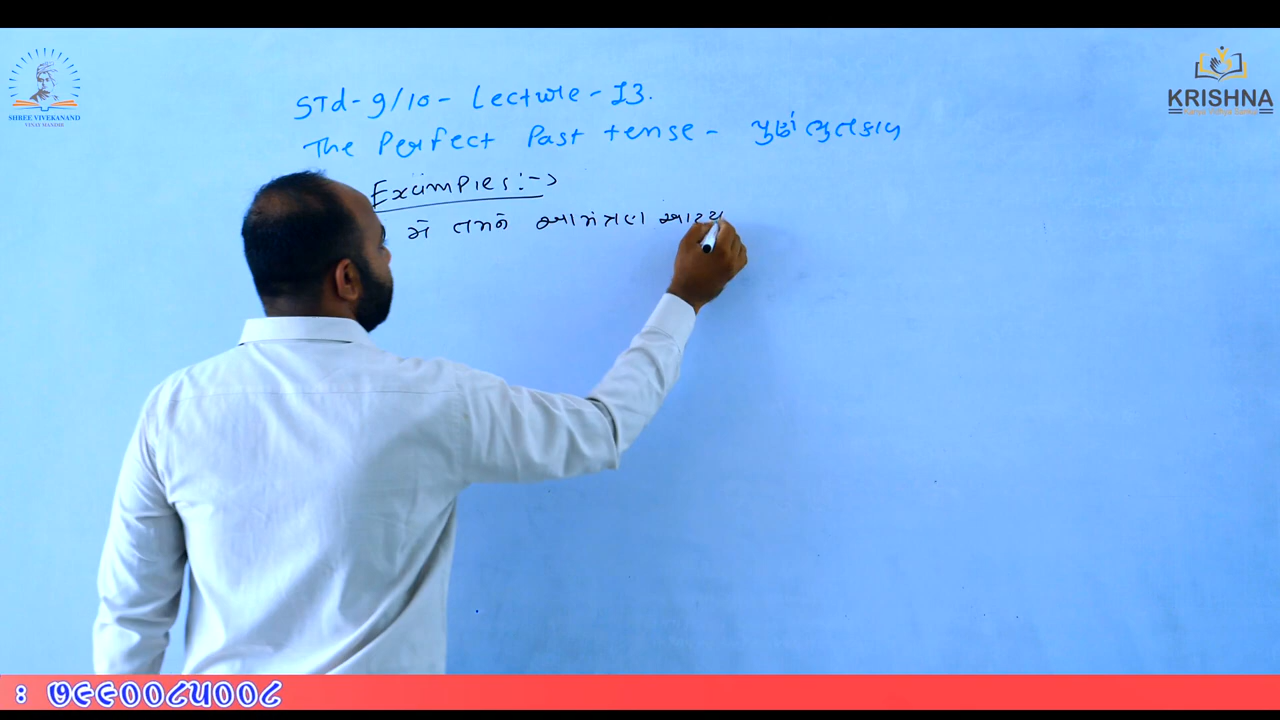 SHREE VIVEKANAND
VINAY MANDIR
KRISHNA
STd-9/10- Lecture - 13.
The Perfect Past tense - પુર્ણ ભુતકાળ
Examples:->
મેં તમને આમંત્રણ
: ૭૯૯૦૦૮૫૦૦૮